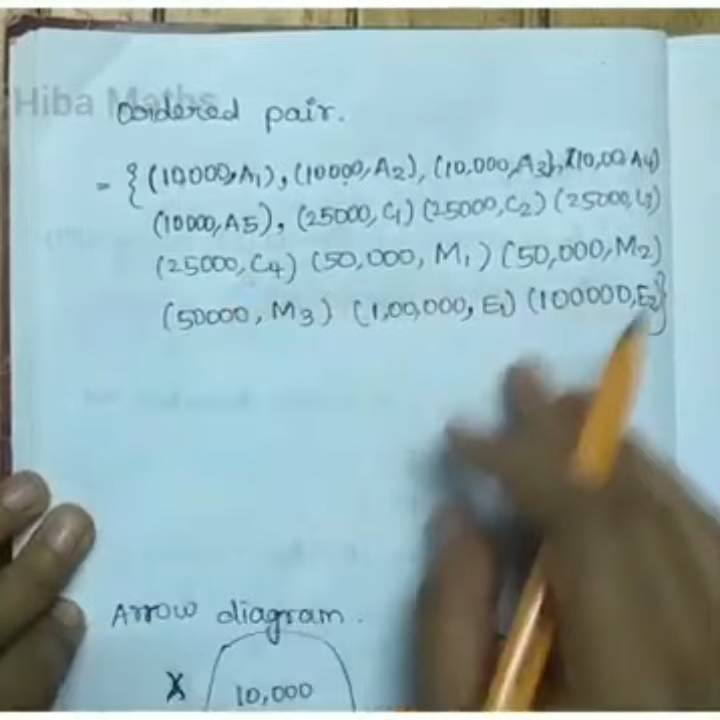 Hiba Maths
Ordered pair.
= {(10000,A1), (10000,A2), (10,000,A3), (10,00 A4)
(10000,A5), (25000,C1) (25000,C2) (25000,C3)
(25000,C4) (50,000, M1) (50,000,M2)
(50000, M3) (1,00,000, E1) (100000,E2)}
Arrow diagram.
X
10,000